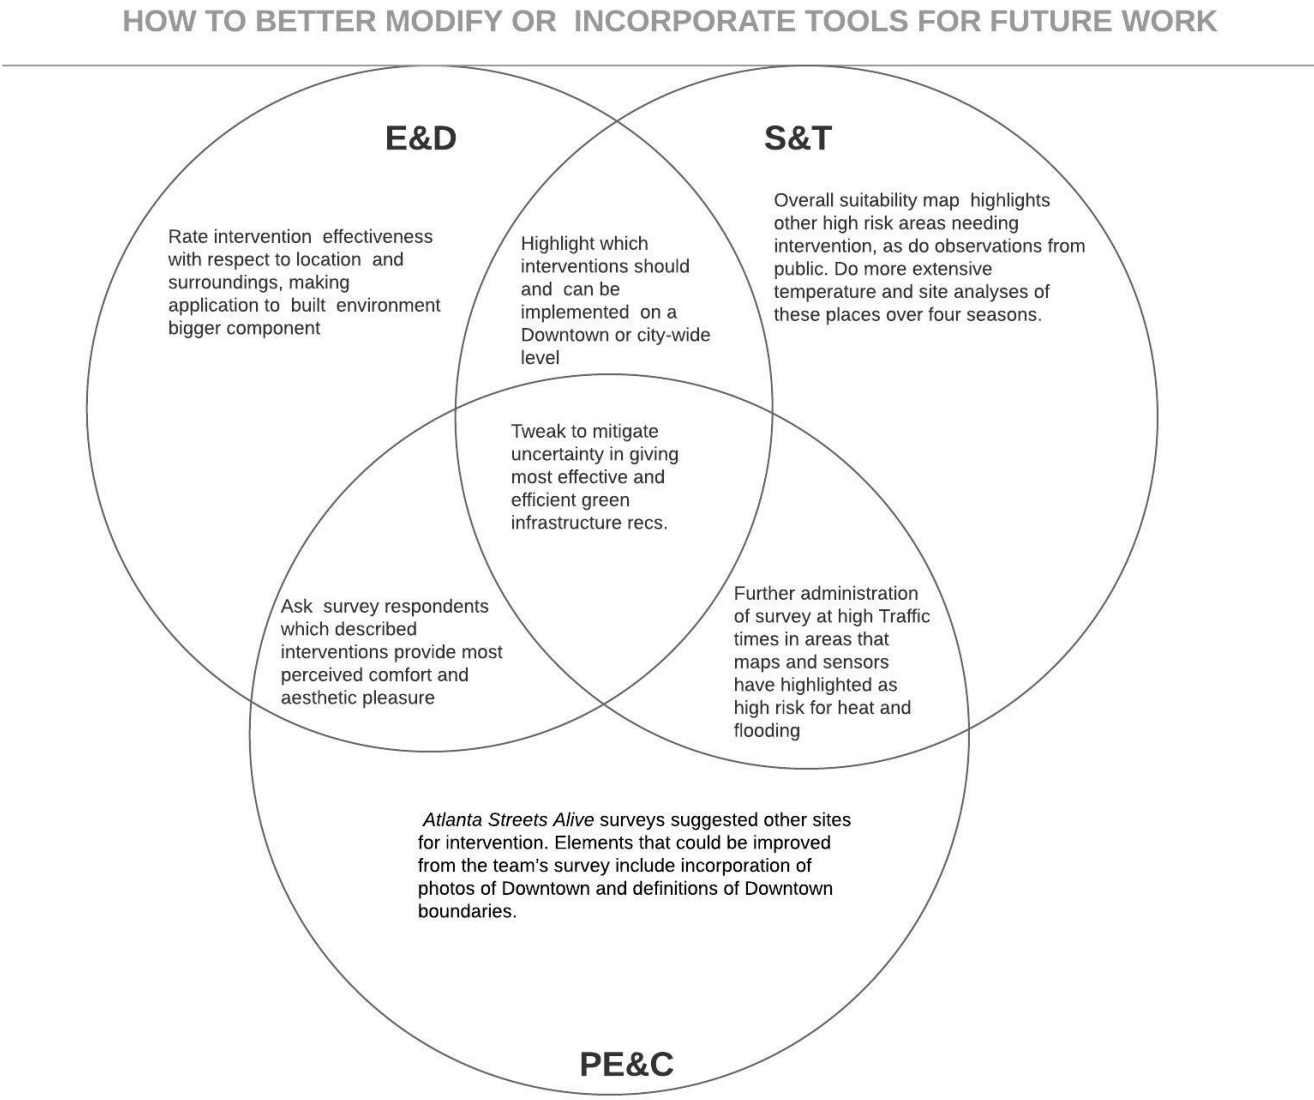 HOW TO BETTER MODIFY OR  INCORPORATE TOOLS FOR FUTURE WORK
E&D
S&T
Rate intervention  effectiveness
with respect to location  and
surroundings, making
application to  built  environment
bigger component
Highlight which
interventions should
and  can be
implemented  on a
Downtown or city-wide
level
Overall suitability map  highlights
other high risk areas needing
intervention, as do observations from
public. Do more extensive
temperature and site analyses of
these places over four seasons.
Tweak to mitigate
uncertainty in giving
most effective and
efficient green
infrastructure recs.
Ask  survey respondents
which described
interventions provide most
perceived comfort and
aesthetic pleasure
Further administration
of survey at high Traffic
times in areas that
maps and sensors
have highlighted as
high risk for heat and
flooding
Atlanta Streets Alive surveys suggested other sites
for intervention. Elements that could be improved
from the team’s survey include incorporation of
photos of Downtown and definitions of Downtown
boundaries.
PE&C